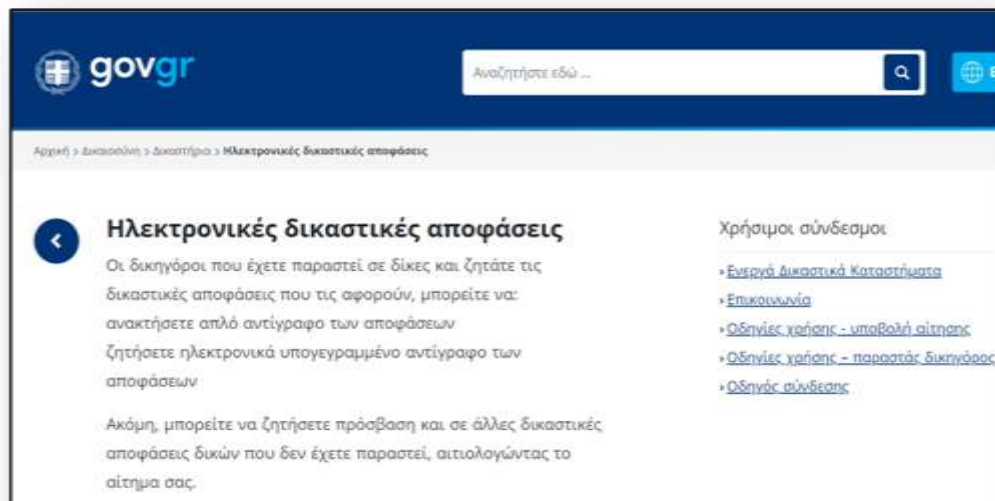 govgr
Αναζητήστε εδώ ...
Αρχική > Δικαιοσύνη > Δικαστήρια > Ηλεκτρονικές δικαστικές αποφάσεις
Ηλεκτρονικές δικαστικές αποφάσεις
Οι δικηγόροι που έχετε παραστεί σε δίκες και ζητάτε τις
δικαστικές αποφάσεις που τις αφορούν, μπορείτε να:
ανακτήσετε απλό αντίγραφο των αποφάσεων
ζητήσετε ηλεκτρονικά υπογεγραμμένο αντίγραφο των
αποφάσεων
Ακόμη, μπορείτε να ζητήσετε πρόσβαση και σε άλλες δικαστικές
αποφάσεις δικών που δεν έχετε παραστεί, αιτιολογώντας το
αίτημα σας.
Χρήσιμοι σύνδεσμοι
Ενεργά Δικαστικά Καταστήματα
Επικοινωνία
Οδηγίες χρήσης - υποβολή αίτησης
Οδηγίες χρήσης – παραστάς δικηγόρος
Οδηγός σύνδεσης